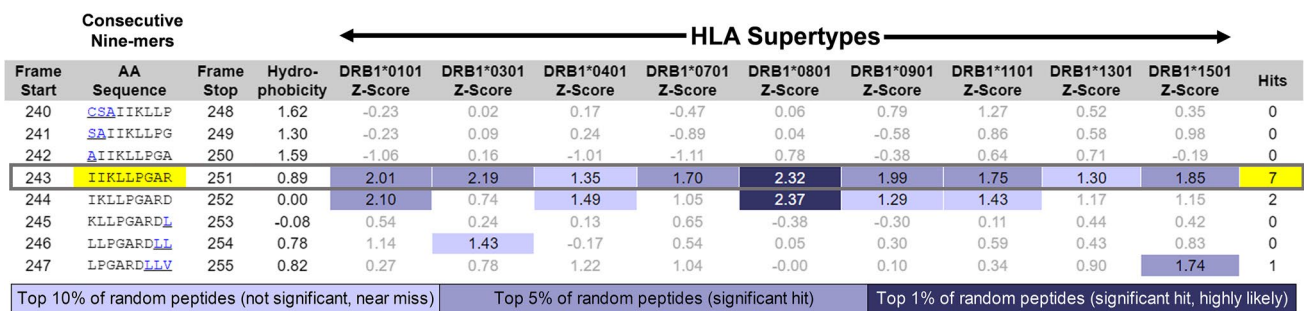 Consecutive
Nine-mers
HLA Supertypes
Frame Start AA Sequence Frame Stop Hydro-phobicity DRB1*0101 Z-Score DRB1*0301 Z-Score DRB1*0401 Z-Score DRB1*0701 Z-Score DRB1*0801 Z-Score DRB1*0901 Z-Score DRB1*1101 Z-Score DRB1*1301 Z-Score DRB1*1501 Z-Score Hits
240 CSAIIKLLP 248 1.62 -0.23 0.02 0.17 -0.47 0.06 0.79 1.27 0.52 0.35 0
241 SAIIKLLPG 249 1.30 -0.23 0.09 0.24 -0.89 0.04 -0.58 0.86 0.58 0.98 0
242 AIIKLLPGA 250 1.59 -1.06 0.16 -1.01 -1.11 0.78 -0.38 0.64 0.71 -0.19 0
243 IIKLLPGAR 251 0.89 2.01 2.19 1.35 1.70 2.32 1.99 1.75 1.30 1.85 7
244 IKLLPGARD 252 0.00 2.10 0.74 1.49 1.05 2.37 1.29 1.43 1.17 1.15 2
245 KLLPGARDL 253 -0.08 0.54 0.24 0.13 0.65 -0.38 -0.30 0.11 0.44 0.42 0
246 LLPGARDLL 254 0.78 1.14 1.43 -0.17 0.54 0.05 0.30 0.59 0.43 0.83 0
247 LPGARDLLV 255 0.82 0.27 0.78 1.22 1.04 -0.00 0.10 0.34 0.90 1.74 1
Top 10% of random peptides (not significant, near miss) Top 5% of random peptides (significant hit) Top 1% of random peptides (significant hit, highly likely)